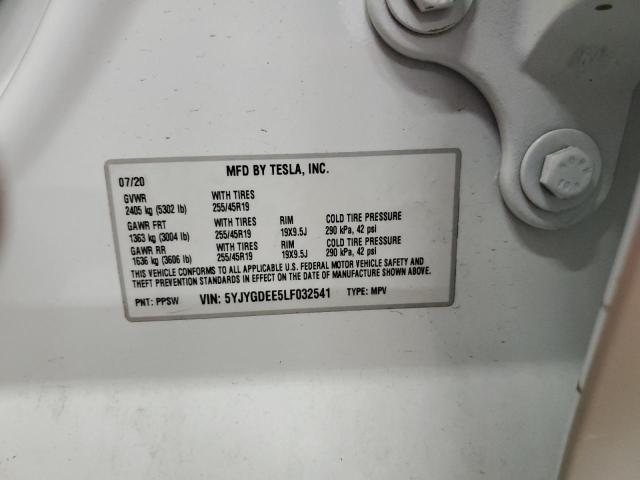 MFD BY TESLA, INC.
07/20
GVWR WITH TIRES
2405 kg (5302 lb) 255/45R19
GAWR FRT WITH TIRES RIM COLD TIRE PRESSURE
1363 kg (3004 lb) 255/45R19 19X9.5J 290 kPa, 42 psi
GAWR RR WITH TIRES RIM COLD TIRE PRESSURE
1636 kg (3606 lb) 255/45R19 19X9.5J 290 kPa, 42 psi
THIS VEHICLE CONFORMS TO ALL APPLICABLE U.S. FEDERAL MOTOR VEHICLE SAFETY AND
THEFT PREVENTION STANDARDS IN EFFECT ON THE DATE OF MANUFACTURE SHOWN ABOVE.
PNT: PPSW VIN: 5YJYGDEE5LF032541 TYPE: MPV